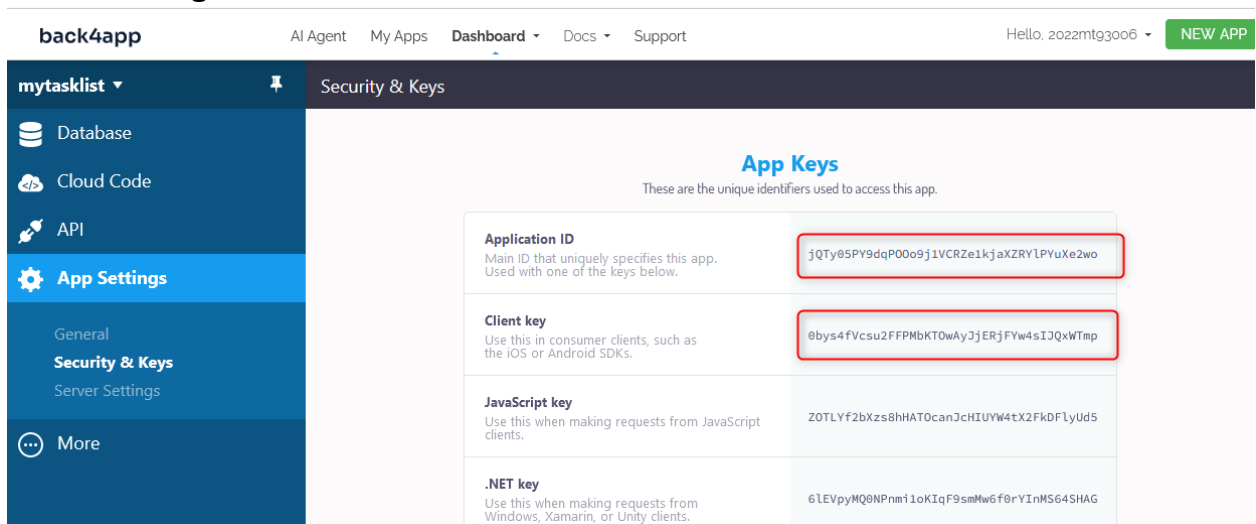 back4app
AI Agent My Apps Dashboard Docs Support
Hello, 2022mt93006
NEW APP
mytasklist
Security & Keys
Database
Cloud Code
API
App Settings
General
Security & Keys
Server Settings
More
App Keys
These are the unique identifiers used to access this app.
Application ID
Main ID that uniquely specifies this app.
Used with one of the keys below.
jQTy05PY9dqPOOo9j1VCRZe1kjaXZRYlPYuXe2wo
Client key
Use this in consumer clients, such as
the iOS or Android SDKs.
0bys4fVcsu2FFPMbKTOwAyJjERjFYw4sIJQxWTmp
JavaScript key
Use this when making requests from JavaScript
clients.
ZOTLYf2bXzs8hHATOcanJcHIUYW4tX2FkDFlyUd5
.NET key
Use this when making requests from
Windows, Xamarin, or Unity clients.
6lEVpyMQ0NPnmi1oKIqF9smMw6f0rYInMS64SHAG